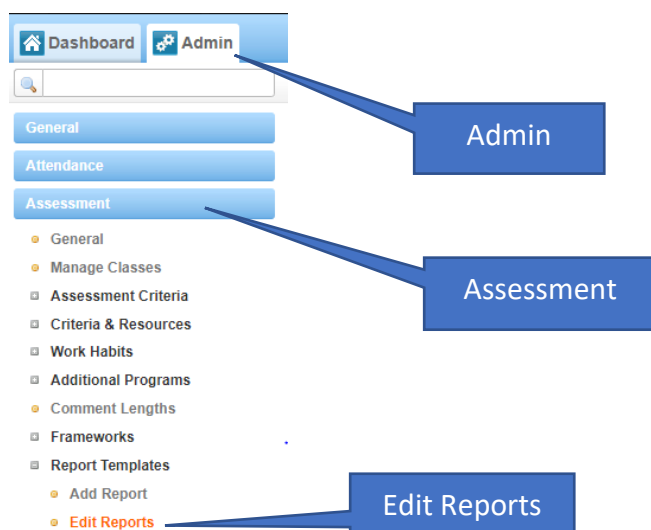 Dashboard Admin
Admin
General
Attendance
Assessment
General
Manage Classes
Assessment
Assessment Criteria
Criteria & Resources
Work Habits
Additional Programs
Comment Lengths
Frameworks
Report Templates
Add Report
Edit Reports
Edit Reports